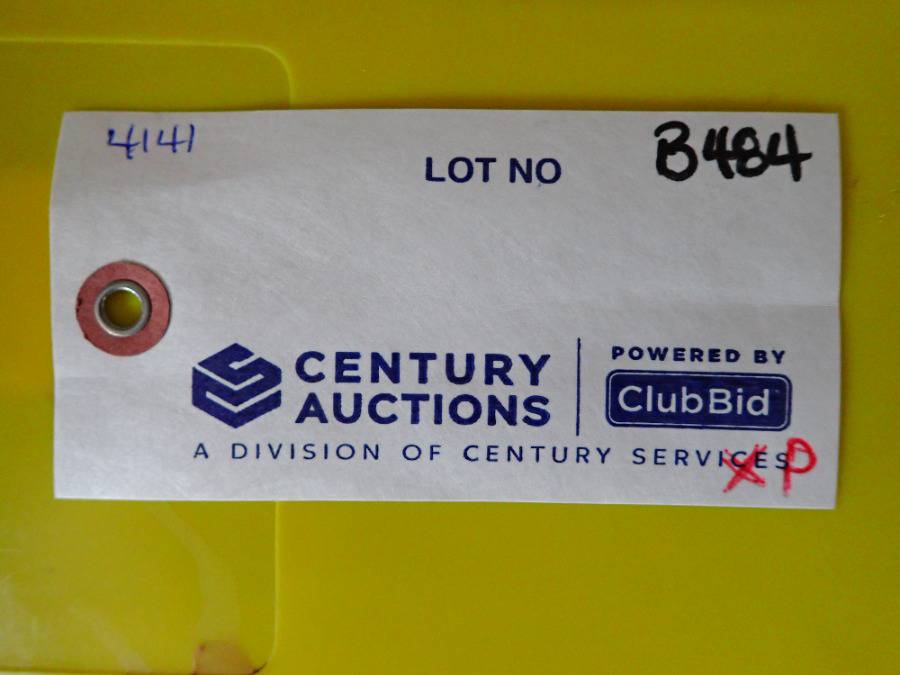 4141
LOT NO B484
CENTURY AUCTIONS
POWERED BY
ClubBid
A DIVISION OF CENTURY SERVICES
XP